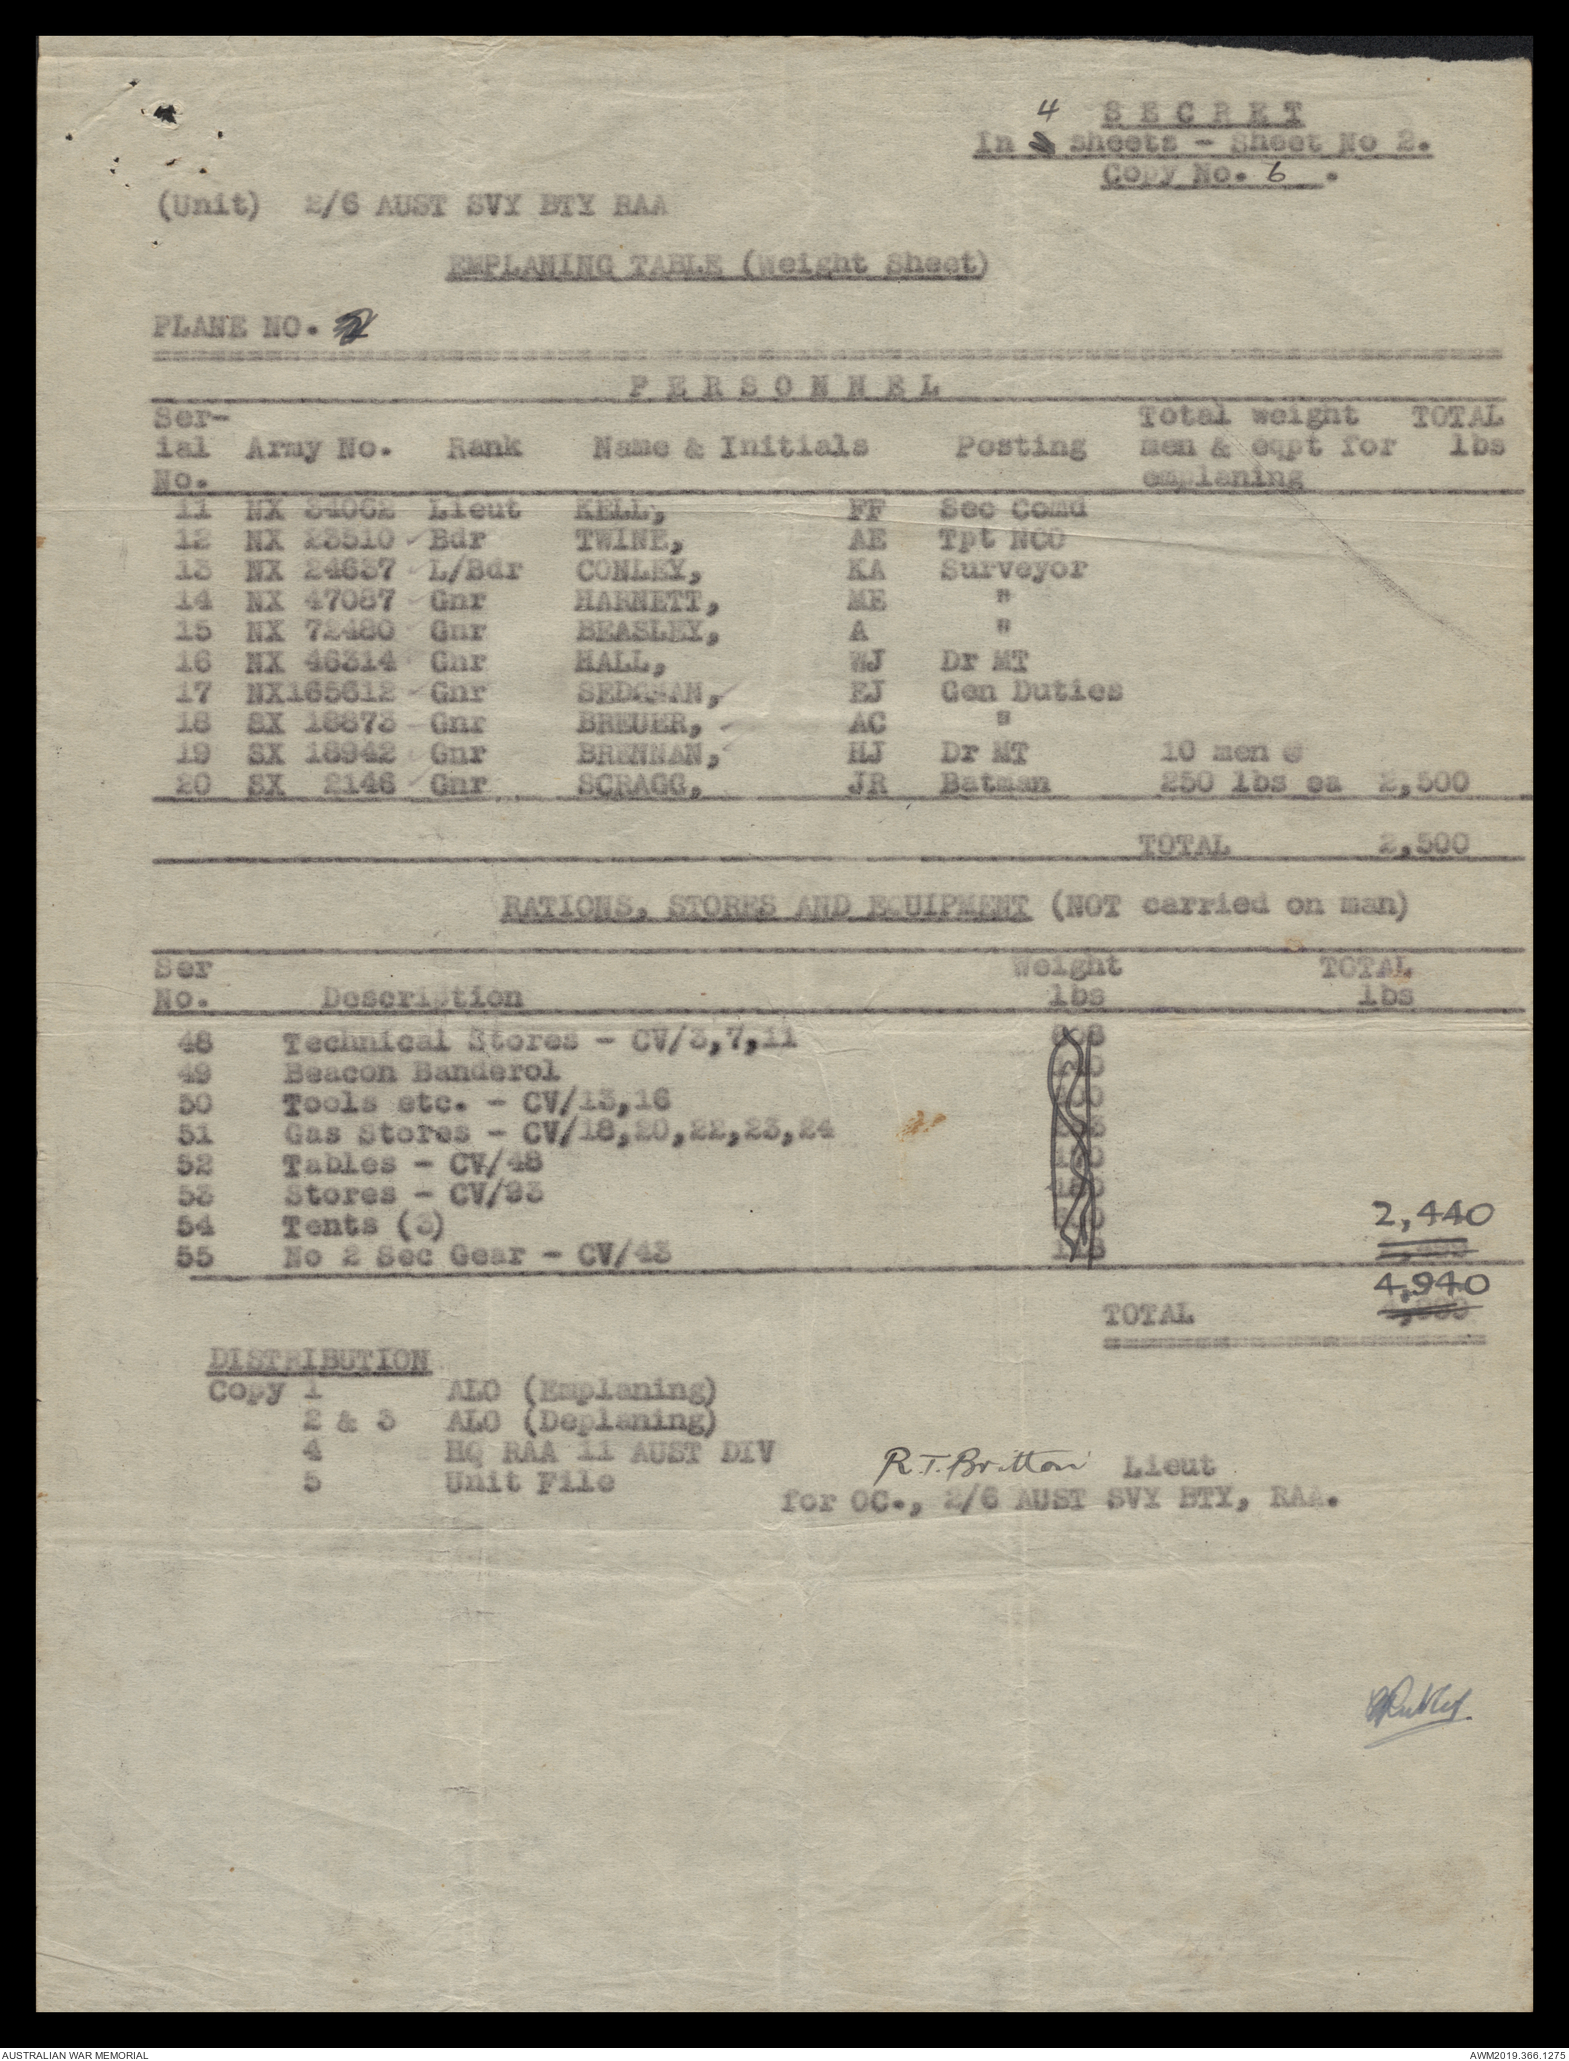 S E C R E T
In 4 sheets - Sheet No 2.
Copy No. 6 .
(Unit) 2/6 AUST SVY BTY RAA
EMPLANING TABLE (Weight Sheet)
PLANE NO.
P E R S O N N E L
Ser- Total weight TOTAL
ial Army No. Rank Name & Initials Posting men & eqpt for lbs
No. emplaning
11 NX 34062 Lieut KELL, FF Sec Comd
12 NX 23510 Bdr TWINE, AE Tpt NCO
13 NX 24637 L/Bdr CONLEY, KA Surveyor
14 NX 47087 Gnr HARNETT, ME "
15 NX 72480 Gnr BEASLEY, A "
16 NX 46314 Gnr HALL, WJ Dr MT
17 NX165612 Gnr SEDGMAN, EJ Gen Duties
18 SX 18873 Gnr BREUER, AC "
19 SX 18942 Gnr BRENNAN, HJ Dr MT 10 men @
20 SX 2146 Gnr SCRAGG, JR Batman 250 lbs ea 2,500
TOTAL 2,500
RATIONS, STORES AND EQUIPMENT (NOT carried on man)
Ser Weight TOTAL
No. Description lbs lbs
48 Technical Stores - CV/3,7,11
49 Beacon Banderol
50 Tools etc. - CV/13,16
51 Gas Stores - CV/18,20,22,23,24
52 Tables - CV/48
53 Stores - CV/93
54 Tents (3) 2,440
55 No 2 Sec Gear - CV/43
4,940
TOTAL
DISTRIBUTION
Copy 1 ALO (Emplaning)
2 & 3 ALO (Deplaning)
4 HQ RAA 11 AUST DIV
5 Unit File
R.T. Britton Lieut
for OC., 2/6 AUST SVY BTY, RAA.
AUSTRALIAN WAR MEMORIAL
AWM2019.366.1275